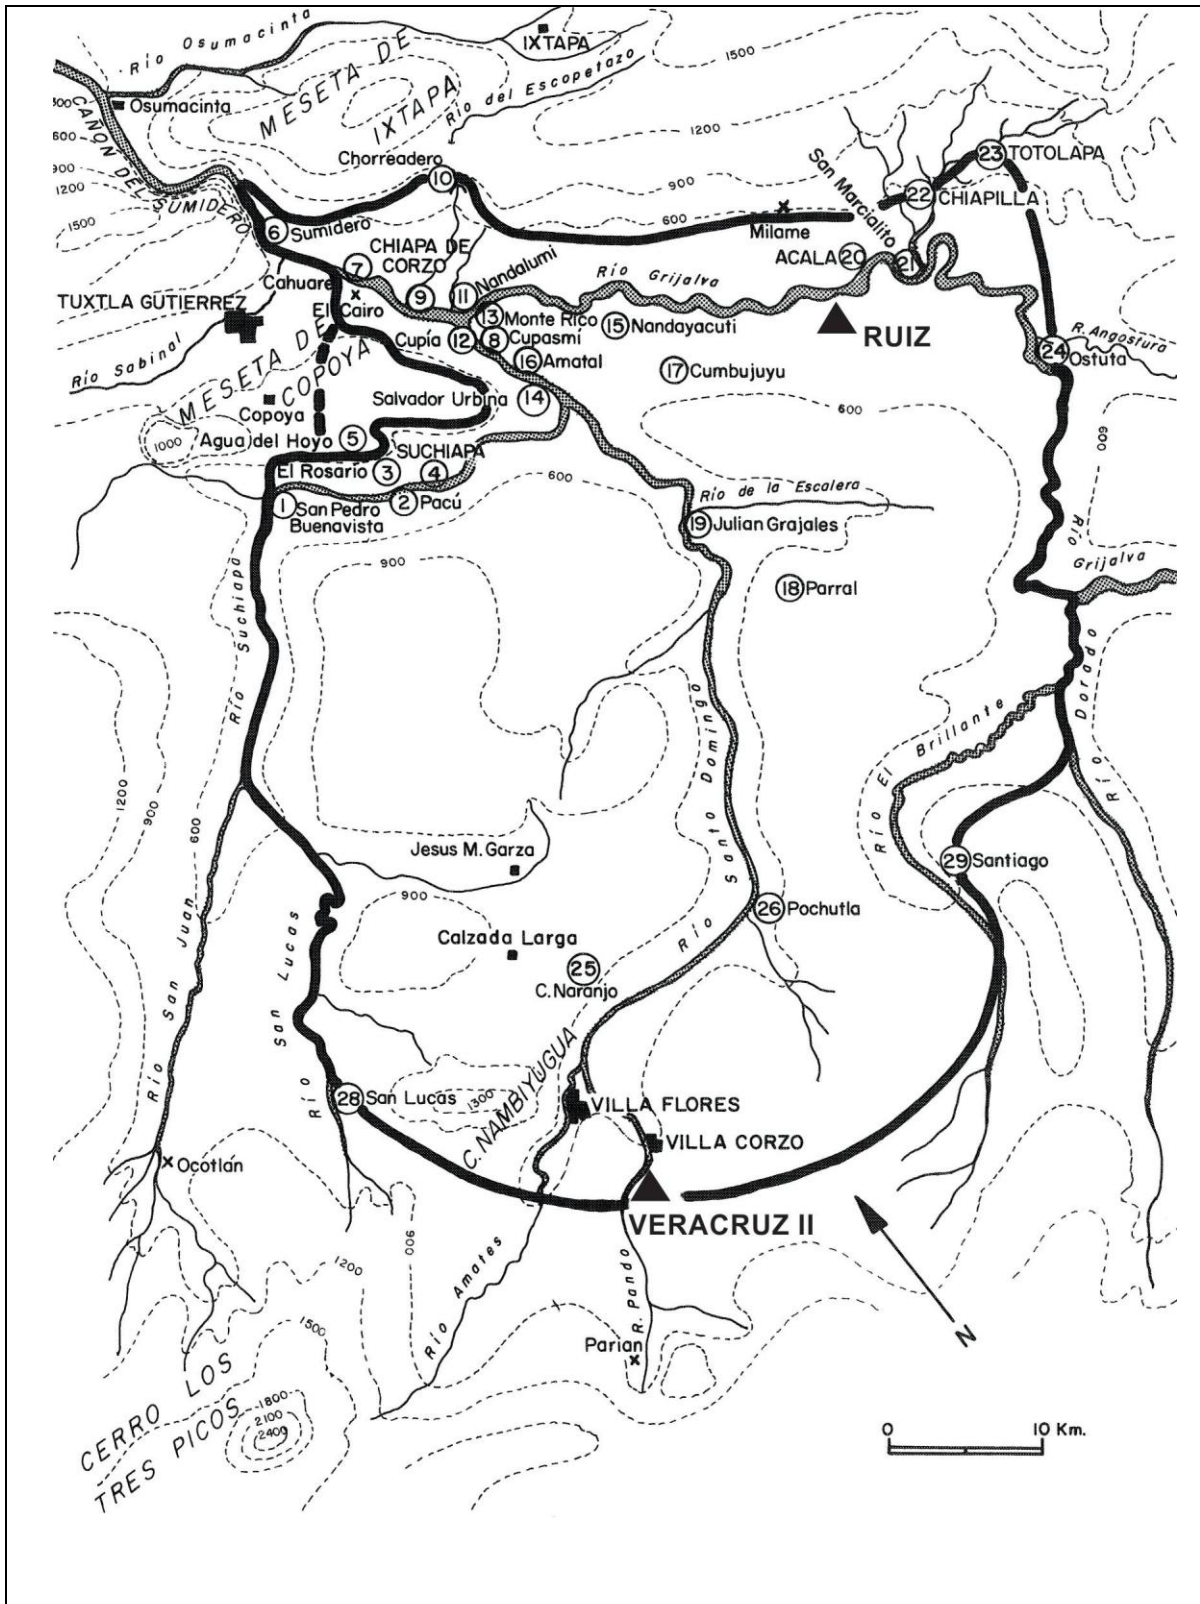 Río Osumacinta
MESETA DE
IXTAPA
IXTAPA
Río del Escopetazo
1500
Osumacinta
300
600
900
1200
1500
CAÑON DEL SUMIDERO
Chorreadero
10
1200
900
600
23 TOTOLAPA
22 CHIAPILLA
San Marcialito
6 Sumidero
Milame
CHIAPA DE
CORZO
7
Cahuare
ACALA 20
21
TUXTLA GUTIERREZ
El Cairo
9
11 Nandalumi
Río Grijalva
13 Monte Rico
15 Nandayacuti
RUIZ
Cupía 12
8 Cupasmí
R. Angostura
24
Ostuta
Río Sabinal
MESETA DE
COPOYA
16
Amatal
17 Cumbujuyu
Copoya
Salvador Urbina 14
600
600
1000
Agua del Hoyo 5
SUCHIAPA
El Rosario 3
4
600
1
San Pedro
Buenavista
2 Pacú
Río de la Escalera
19 Julian Grajales
Río
Grijalva
900
18 Parral
Río Suchiapa
Río Dorado
Río El Brillante
1200
900
600
Río Santo Domingo
Jesus M. Garza
29 Santiago
900
26 Pochutla
Calzada Larga
25
C. Naranjo
Río San Juan
Río San Lucas
C. NAMBIYUGUA
28 San Lucas
1300
VILLA FLORES
VILLA CORZO
Ocotlán
VERACRUZ II
900
1200
Río Amates
R. Pando
N
1500
Parian
CERRO LOS
TRES PICOS
1800
2100
2400
0 10 Km.